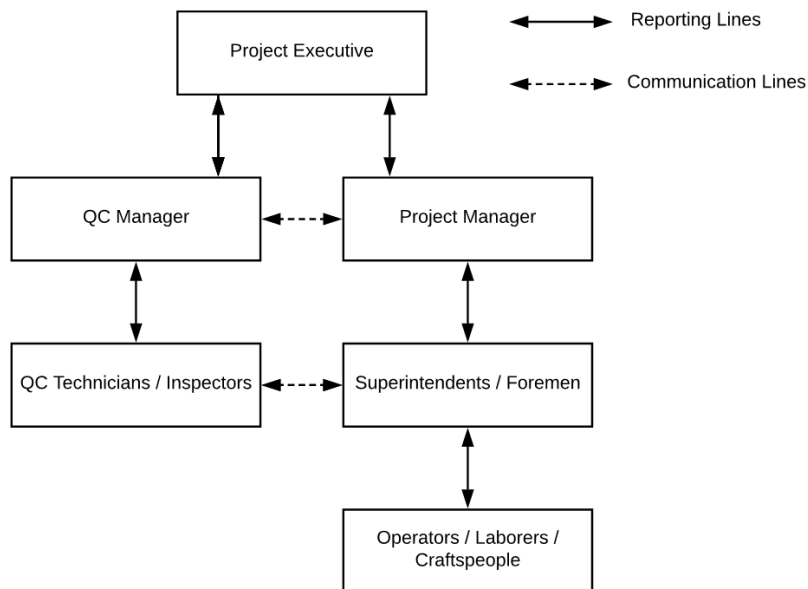 Project Executive
Reporting Lines
Communication Lines
QC Manager
Project Manager
QC Technicians / Inspectors
Superintendents / Foremen
Operators / Laborers /
Craftspeople